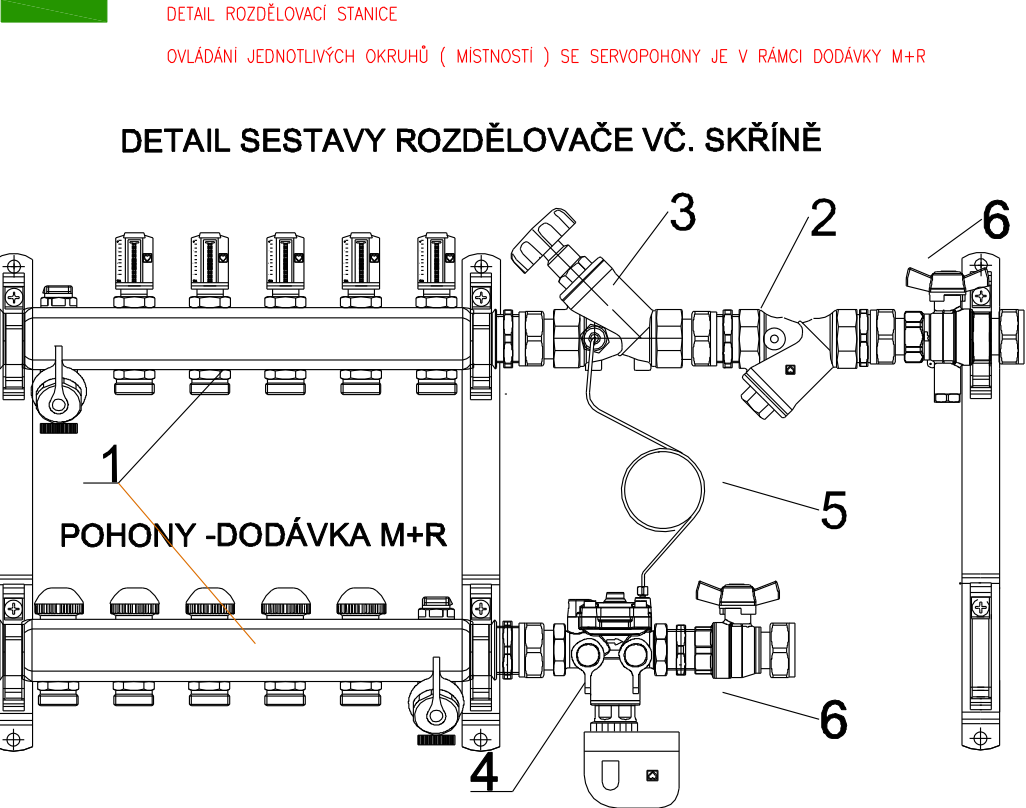 DETAIL ROZDĚLOVACÍ STANICE
OVLÁDÁNÍ JEDNOTLIVÝCH OKRUHŮ ( MÍSTNOSTÍ ) SE SERVOPOHONY JE V RÁMCI DODÁVKY M+R
DETAIL SESTAVY ROZDĚLOVAČE VČ. SKŘÍNĚ
3
2
6
1
5
POHONY -DODÁVKA M+R
6
4